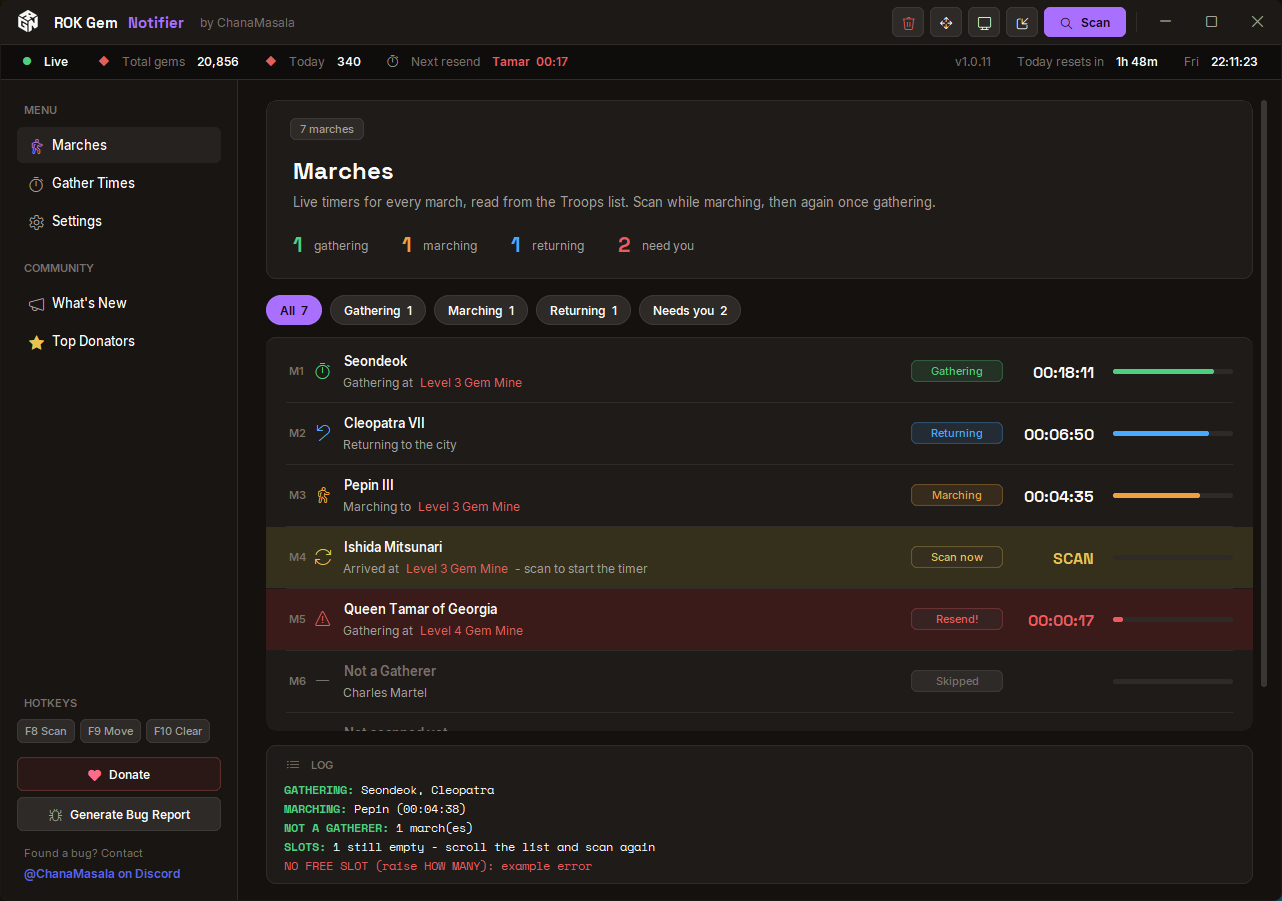 ROK Gem Notifier by ChanaMasala Scan
Live Total gems 20,856 Today 340 Next resend Tamar 00:17 v1.0.11 Today resets in 1h 48m Fri 22:11:23
MENU
Marches
Gather Times
Settings
COMMUNITY
What's New
Top Donators
HOTKEYS
F8 Scan F9 Move F10 Clear
Donate
Generate Bug Report
Found a bug? Contact
@ChanaMasala on Discord
7 marches
Marches
Live timers for every march, read from the Troops list. Scan while marching, then again once gathering.
1 gathering 1 marching 1 returning 2 need you
All 7 Gathering 1 Marching 1 Returning 1 Needs you 2
M1 Seondeok Gathering 00:18:11
Gathering at Level 3 Gem Mine
M2 Cleopatra VII Returning 00:06:50
Returning to the city
M3 Pepin III Marching 00:04:35
Marching to Level 3 Gem Mine
M4 Ishida Mitsunari Scan now SCAN
Arrived at Level 3 Gem Mine - scan to start the timer
M5 Queen Tamar of Georgia Resend! 00:00:17
Gathering at Level 4 Gem Mine
M6 Not a Gatherer Skipped
Charles Martel
LOG
GATHERING: Seondeok, Cleopatra
MARCHING: Pepin (00:04:38)
NOT A GATHERER: 1 march(es)
SLOTS: 1 still empty - scroll the list and scan again
NO FREE SLOT (raise HOW MANY): example error